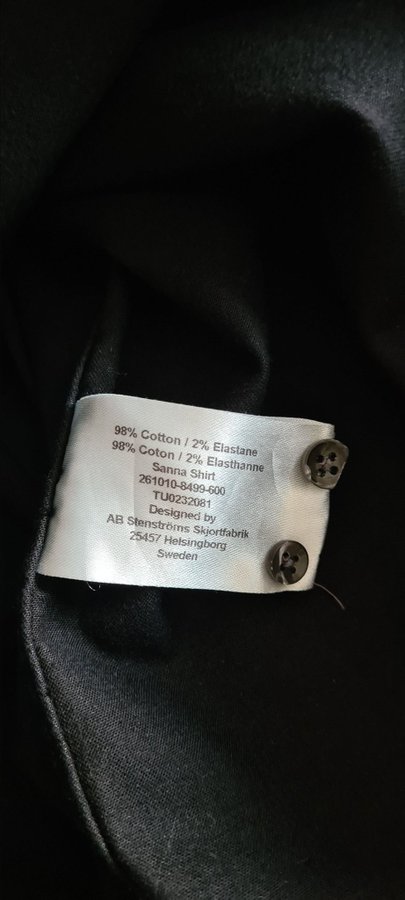 98% Cotton / 2% Elastane
98% Coton / 2% Elasthanne
Sanna Shirt
261010-8499-600
TU0232081
Designed by
AB Stenströms Skjortfabrik
25457 Helsingborg
Sweden